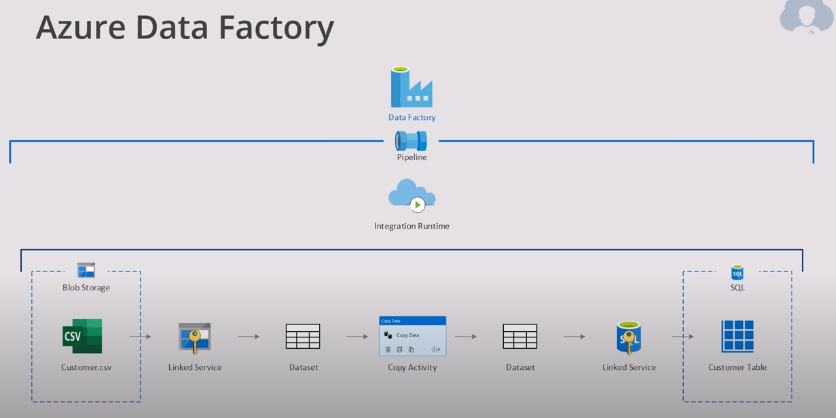 Azure Data Factory
Data Factory
Pipeline
Integration Runtime
Blob Storage
SQL
SQL
CSV
Copy Data
Copy Data
SQL
Customer.csv
Linked Service
Dataset
Copy Activity
Dataset
Linked Service
Customer Table